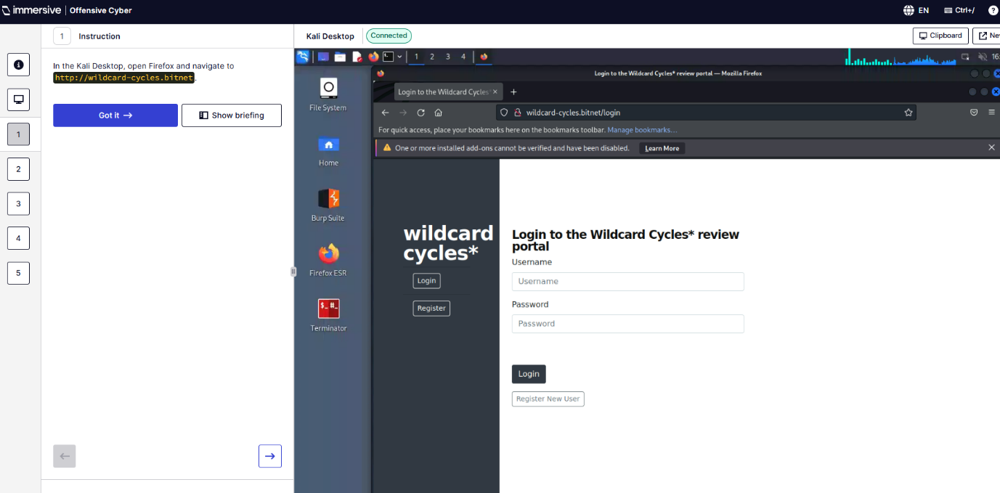 immersive | Offensive Cyber
EN
Ctrl+/
?
1 Instruction
Kali Desktop
Connected
Clipboard
In the Kali Desktop, open Firefox and navigate to
http://wildcard-cycles.bitnet.
Got it →
Show briefing
1
2
3
4
5
1 2 3 4
Login to the Wildcard Cycles* review portal — Mozilla Firefox
Login to the Wildcard Cycles*
wildcard-cycles.bitnet/login
For quick access, place your bookmarks here on the bookmarks toolbar. Manage bookmarks...
One or more installed add-ons cannot be verified and have been disabled. Learn More
File System
Home
Burp Suite
Firefox ESR
$_ #_
Terminator
wildcard
cycles*
Login
Register
Login to the Wildcard Cycles* review
portal
Username
Username
Password
Password
Login
Register New User